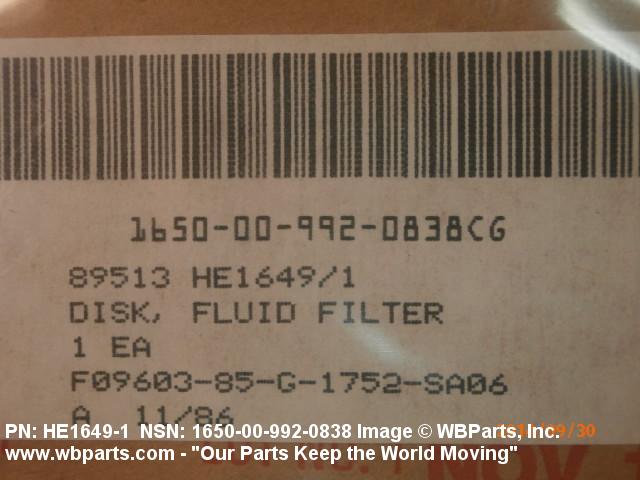 1650-00-992-0838CG
89513 HE1649/1
DISK, FLUID FILTER
1 EA
F09603-85-G-1752-SA06
A 11/86
PN: HE1649-1 NSN: 1650-00-992-0838 Image © WBParts, Inc.
www.wbparts.com - "Our Parts Keep the World Moving"
NOV